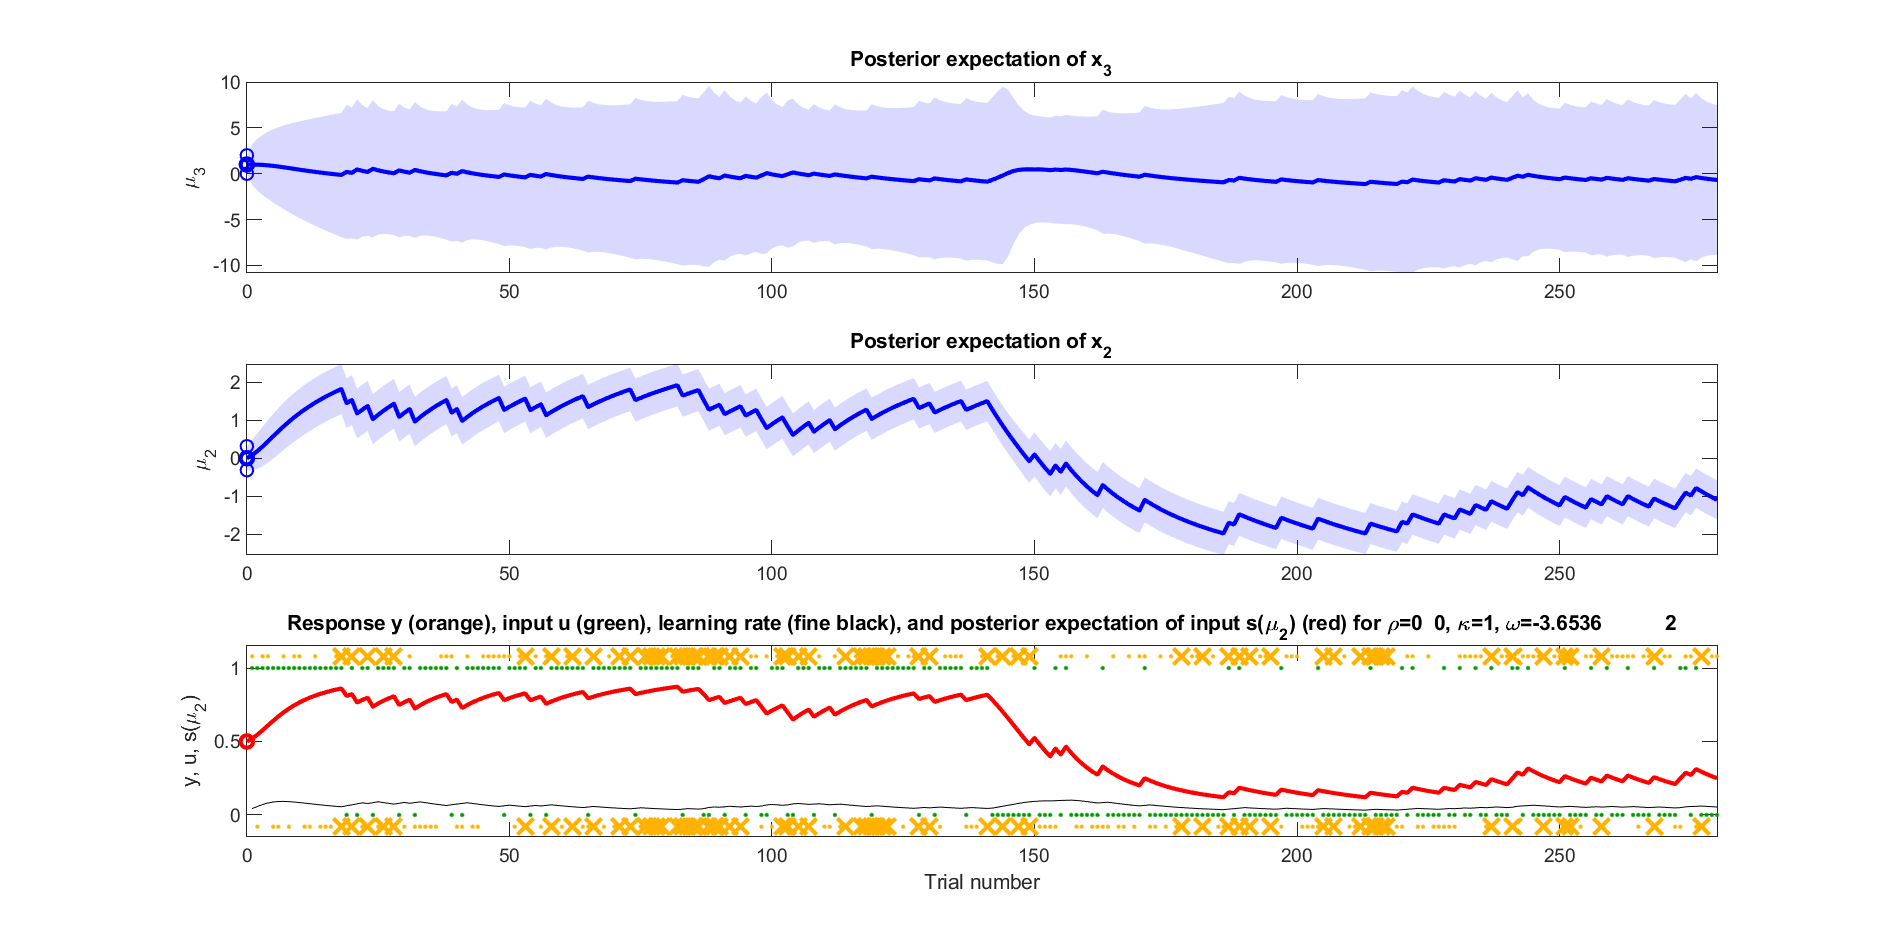 Posterior expectation of x3
10
5
0
-5
-10
μ3
0 50 100 150 200 250
Posterior expectation of x2
2
1
0
-1
-2
μ2
0 50 100 150 200 250
Response y (orange), input u (green), learning rate (fine black), and posterior expectation of input s(μ2) (red) for ρ=0 0, κ=1, ω=-3.6536 2
1
0.5
0
y, u, s(μ2)
0 50 100 150 200 250
Trial number